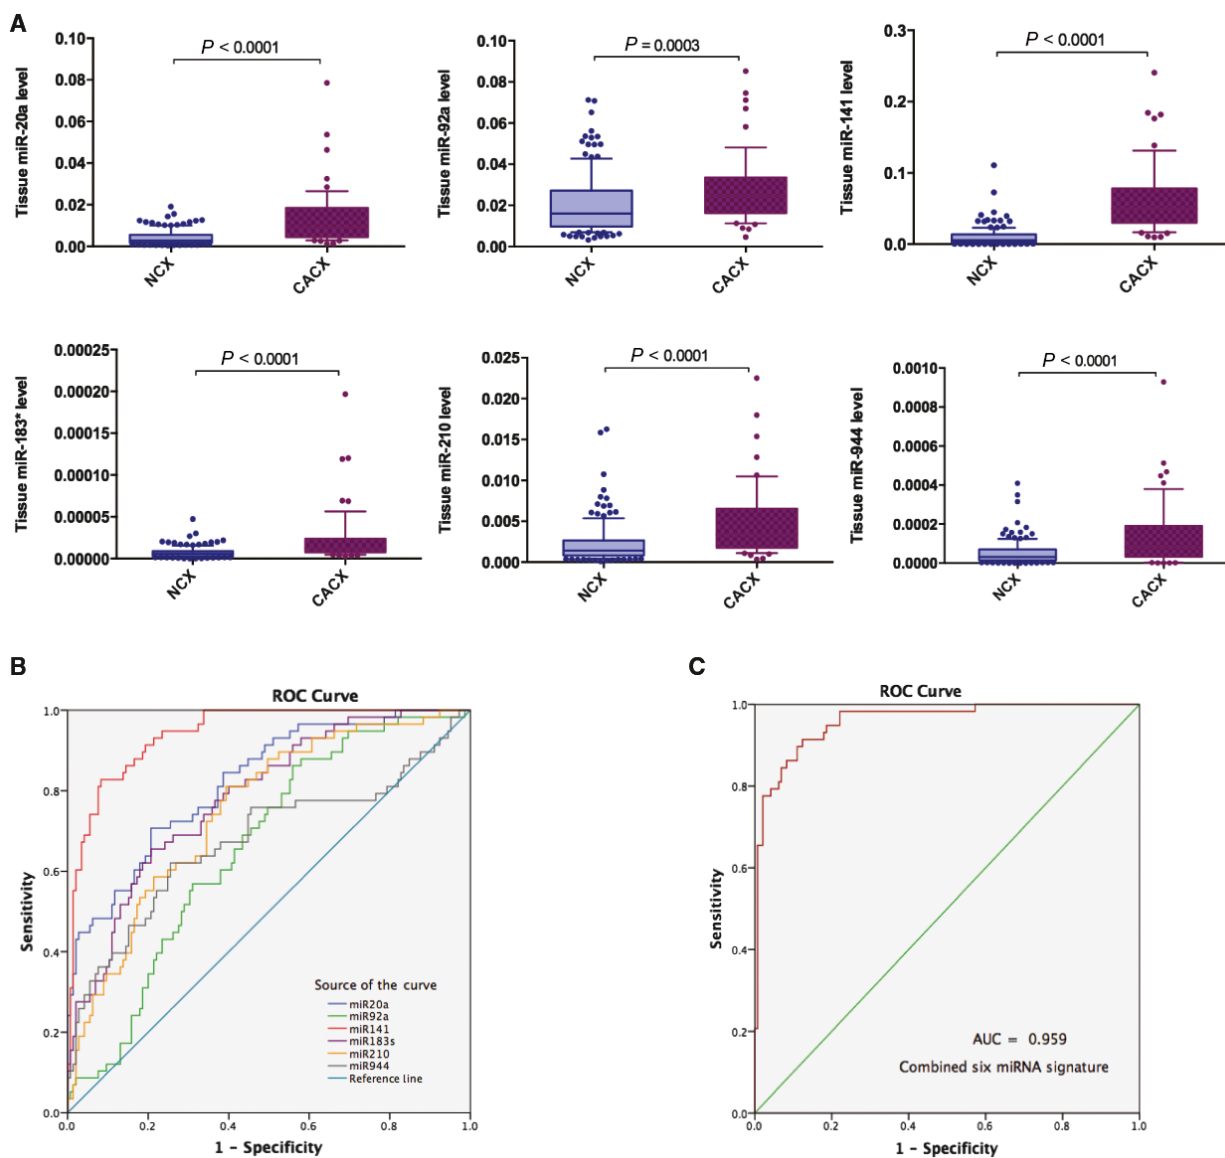 A
P < 0.0001
Tissue miR-20a level
0.10
0.08
0.06
0.04
0.02
0.00
NCX
CACX
P = 0.0003
Tissue miR-92a level
0.10
0.08
0.06
0.04
0.02
0.00
NCX
CACX
P < 0.0001
Tissue miR-141 level
0.3
0.2
0.1
0.0
NCX
CACX
P < 0.0001
Tissue miR-183* level
0.00025
0.00020
0.00015
0.00010
0.00005
0.00000
NCX
CACX
P < 0.0001
Tissue miR-210 level
0.025
0.020
0.015
0.010
0.005
0.000
NCX
CACX
P < 0.0001
Tissue miR-944 level
0.0010
0.0008
0.0006
0.0004
0.0002
0.0000
NCX
CACX
B
ROC Curve
Sensitivity
1.0
0.8
0.6
0.4
0.2
0.0
Source of the curve
miR20a
miR92a
miR141
miR183s
miR210
miR944
Reference line
0.0 0.2 0.4 0.6 0.8 1.0
1 - Specificity
C
ROC Curve
Sensitivity
1.0
0.8
0.6
0.4
0.2
0.0
AUC = 0.959
Combined six miRNA signature
0.0 0.2 0.4 0.6 0.8 1.0
1 - Specificity